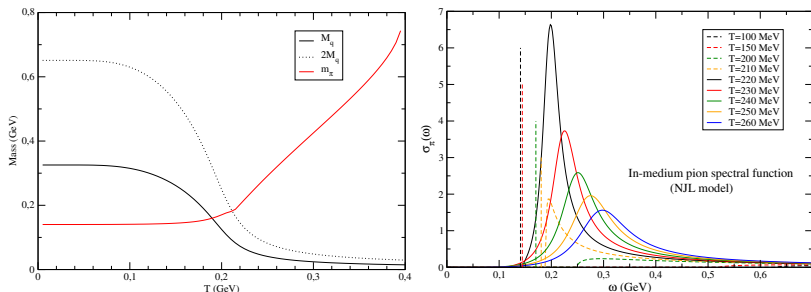 M_q
2M_q
m_π
Mass (GeV)
0,8
0,6
0,4
0,2
0
0 0,1 0,2 0,3 0,4
T (GeV)
T=100 MeV
T=150 MeV
T=200 MeV
T=210 MeV
T=220 MeV
T=230 MeV
T=240 MeV
T=250 MeV
T=260 MeV
In-medium pion spectral function
(NJL model)
σ_π(ω)
7
6
5
4
3
2
1
0
0 0,1 0,2 0,3 0,4 0,5 0,6
ω (GeV)